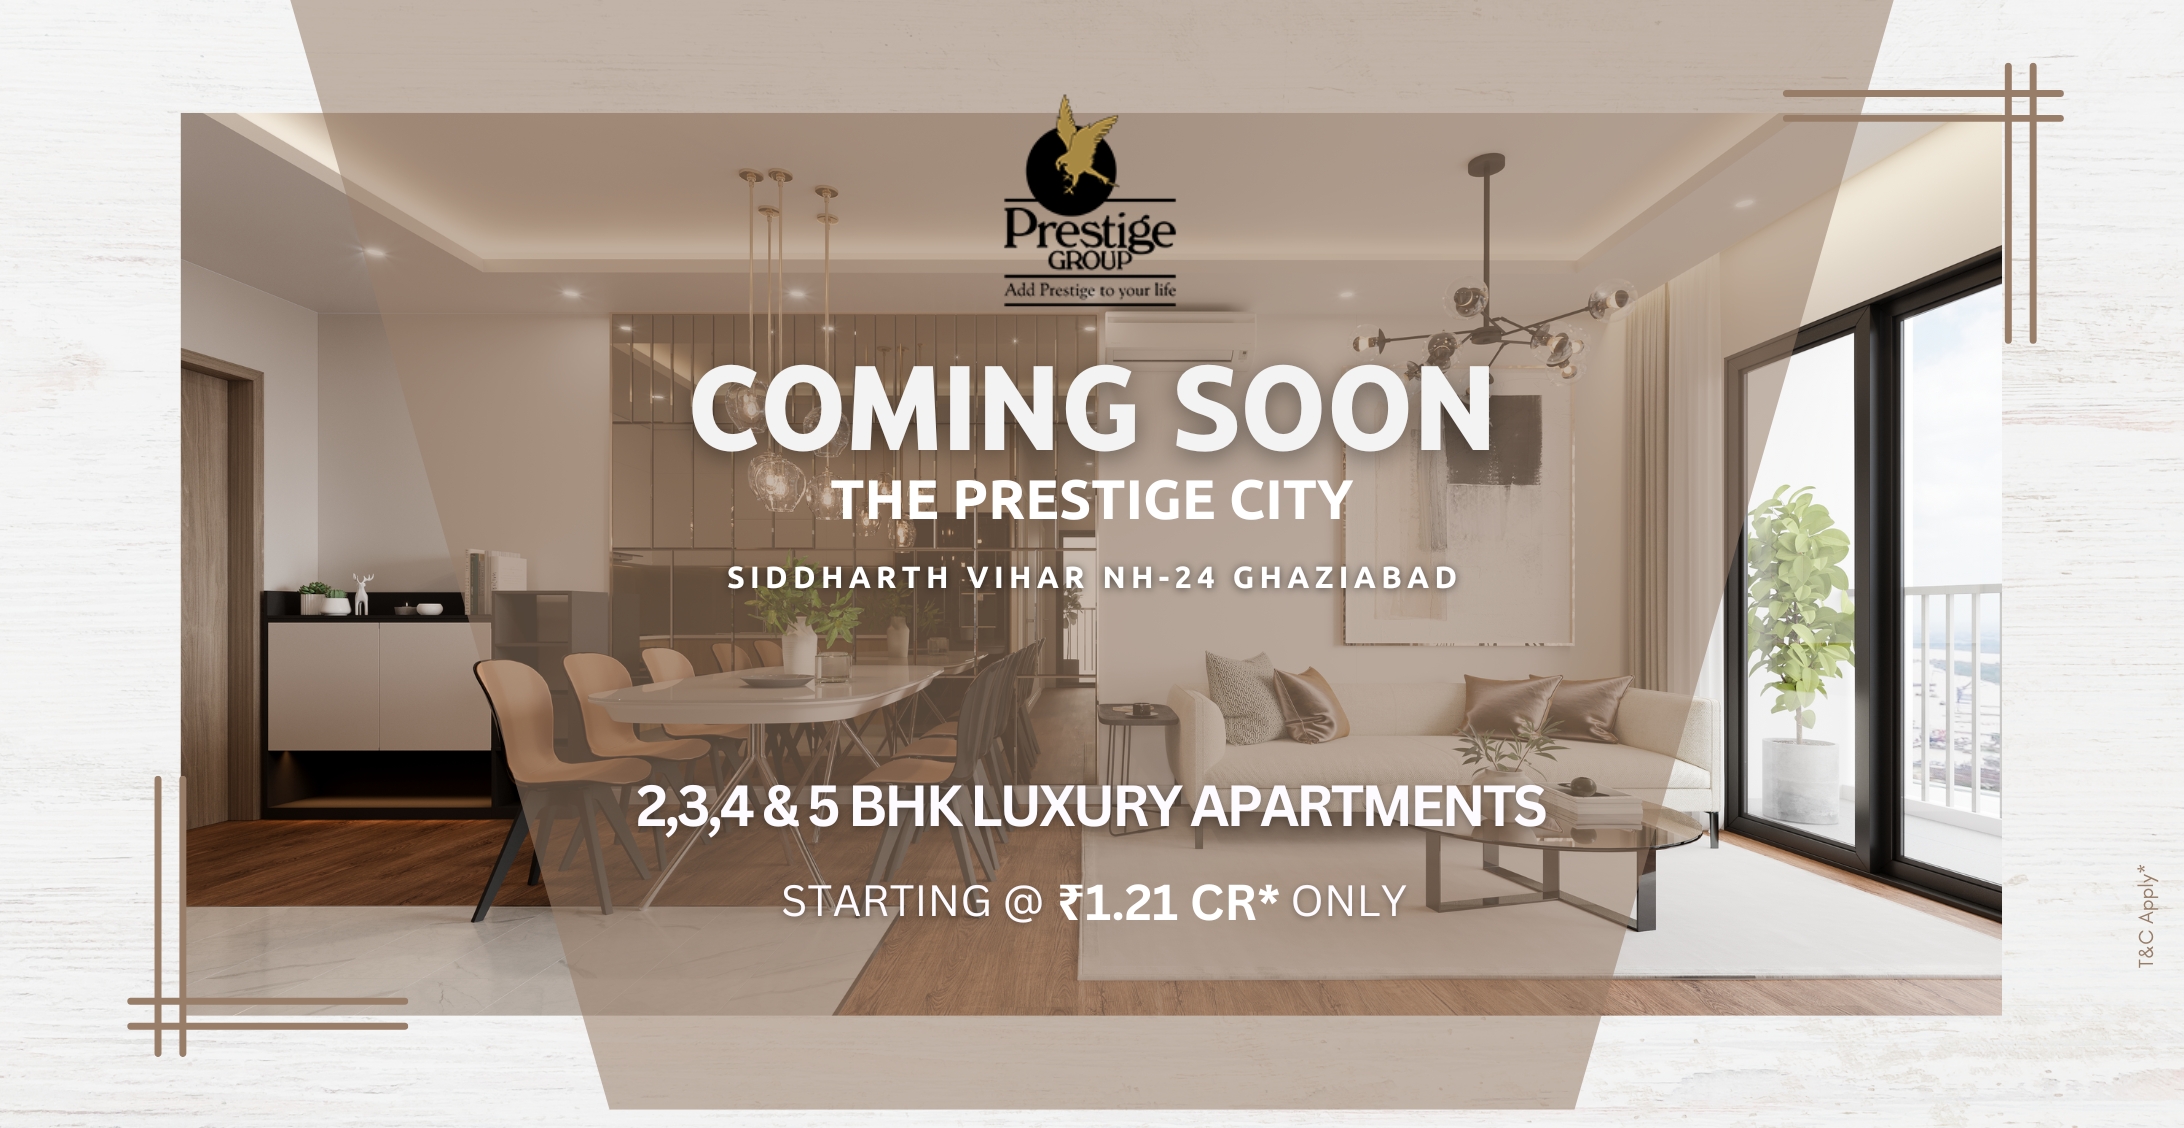 Prestige
GROUP
Add Prestige to your life
COMING SOON
THE PRESTIGE CITY
SIDDHARTH VIHAR NH-24 GHAZIABAD
2,3,4 & 5 BHK LUXURY APARTMENTS
STARTING @ ₹1.21 CR* ONLY
T&C Apply*